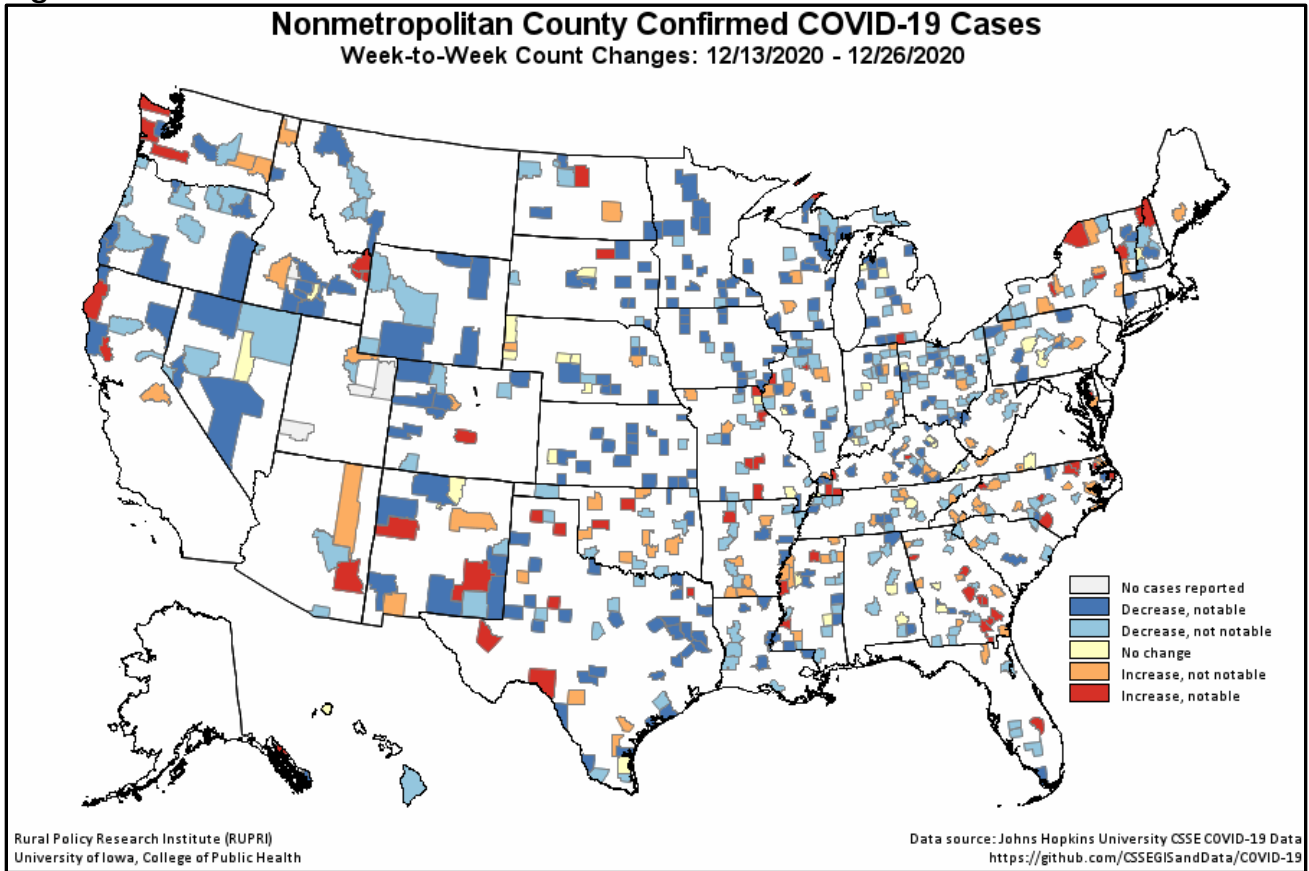 Nonmetropolitan County Confirmed COVID-19 Cases
Week-to-Week Count Changes: 12/13/2020 - 12/26/2020
No cases reported
Decrease, notable
Decrease, not notable
No change
Increase, not notable
Increase, notable
Rural Policy Research Institute (RUPRI)
University of Iowa, College of Public Health
Data source: Johns Hopkins University CSSE COVID-19 Data
https://github.com/CSSEGISandData/COVID-19